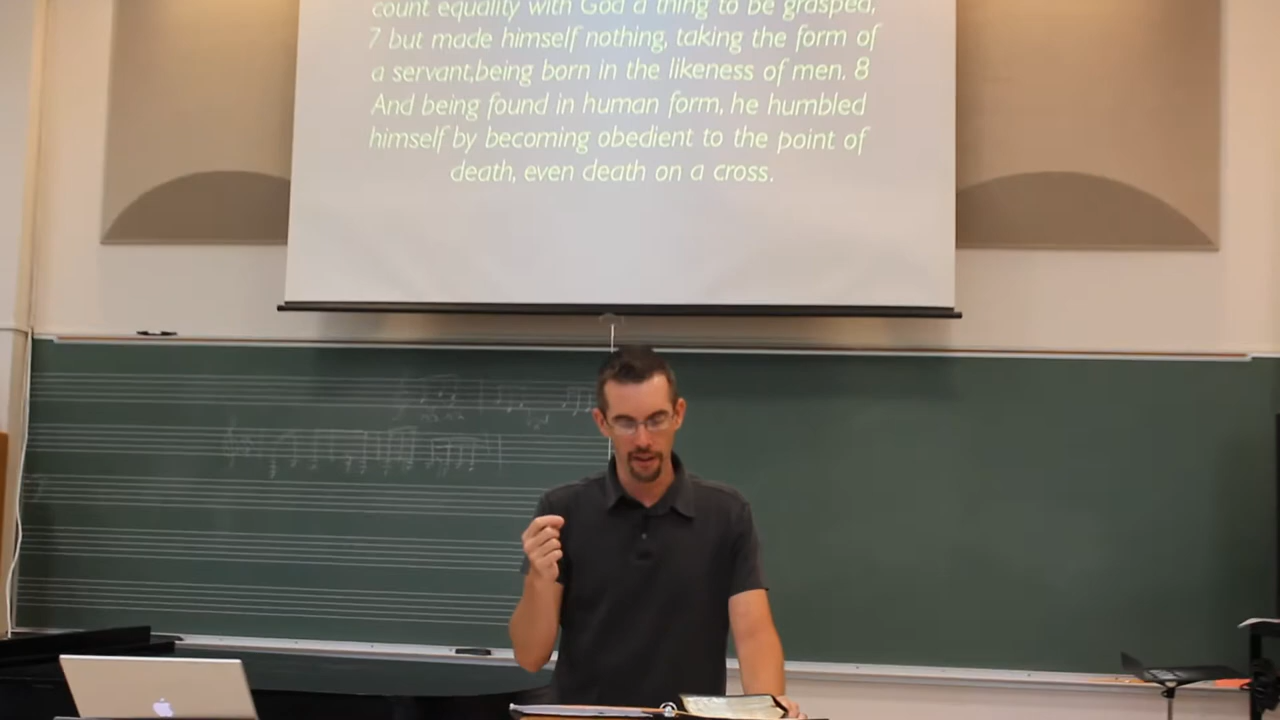 count equality with God a thing to be grasped,
7 but made himself nothing, taking the form of
a servant,being born in the likeness of men. 8
And being found in human form, he humbled
himself by becoming obedient to the point of
death, even death on a cross.